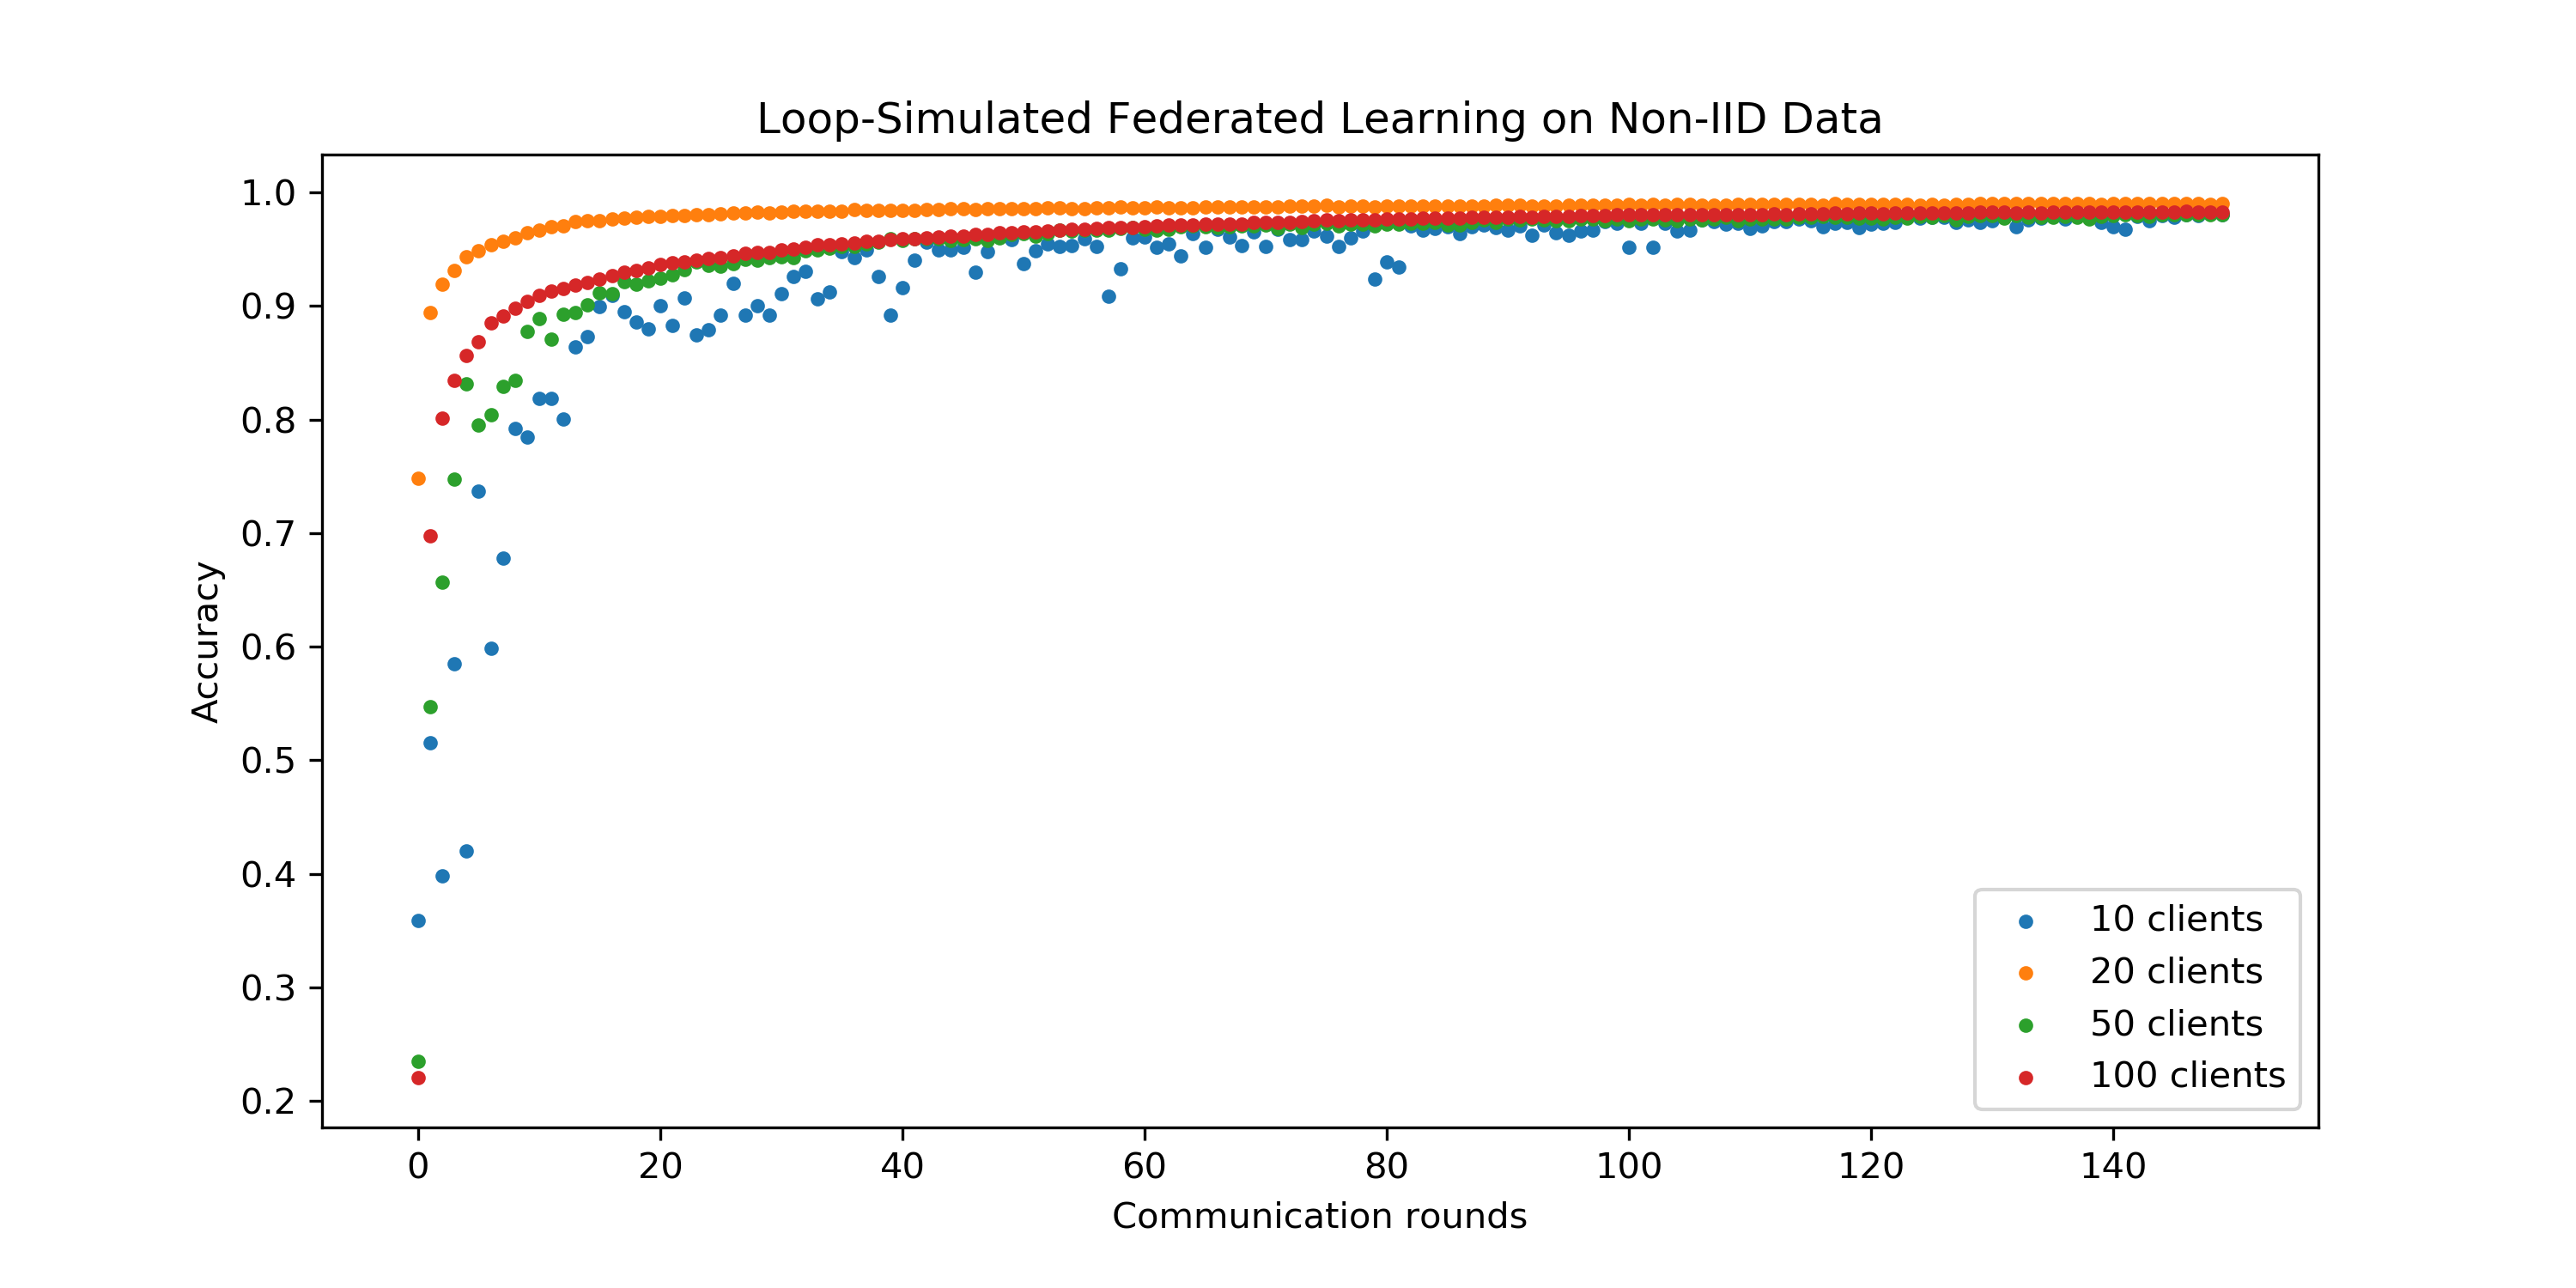 Loop-Simulated Federated Learning on Non-IID Data
1.0
0.9
0.8
0.7
0.6
0.5
0.4
0.3
0.2
Accuracy
0 20 40 60 80 100 120 140
Communication rounds
10 clients
20 clients
50 clients
100 clients